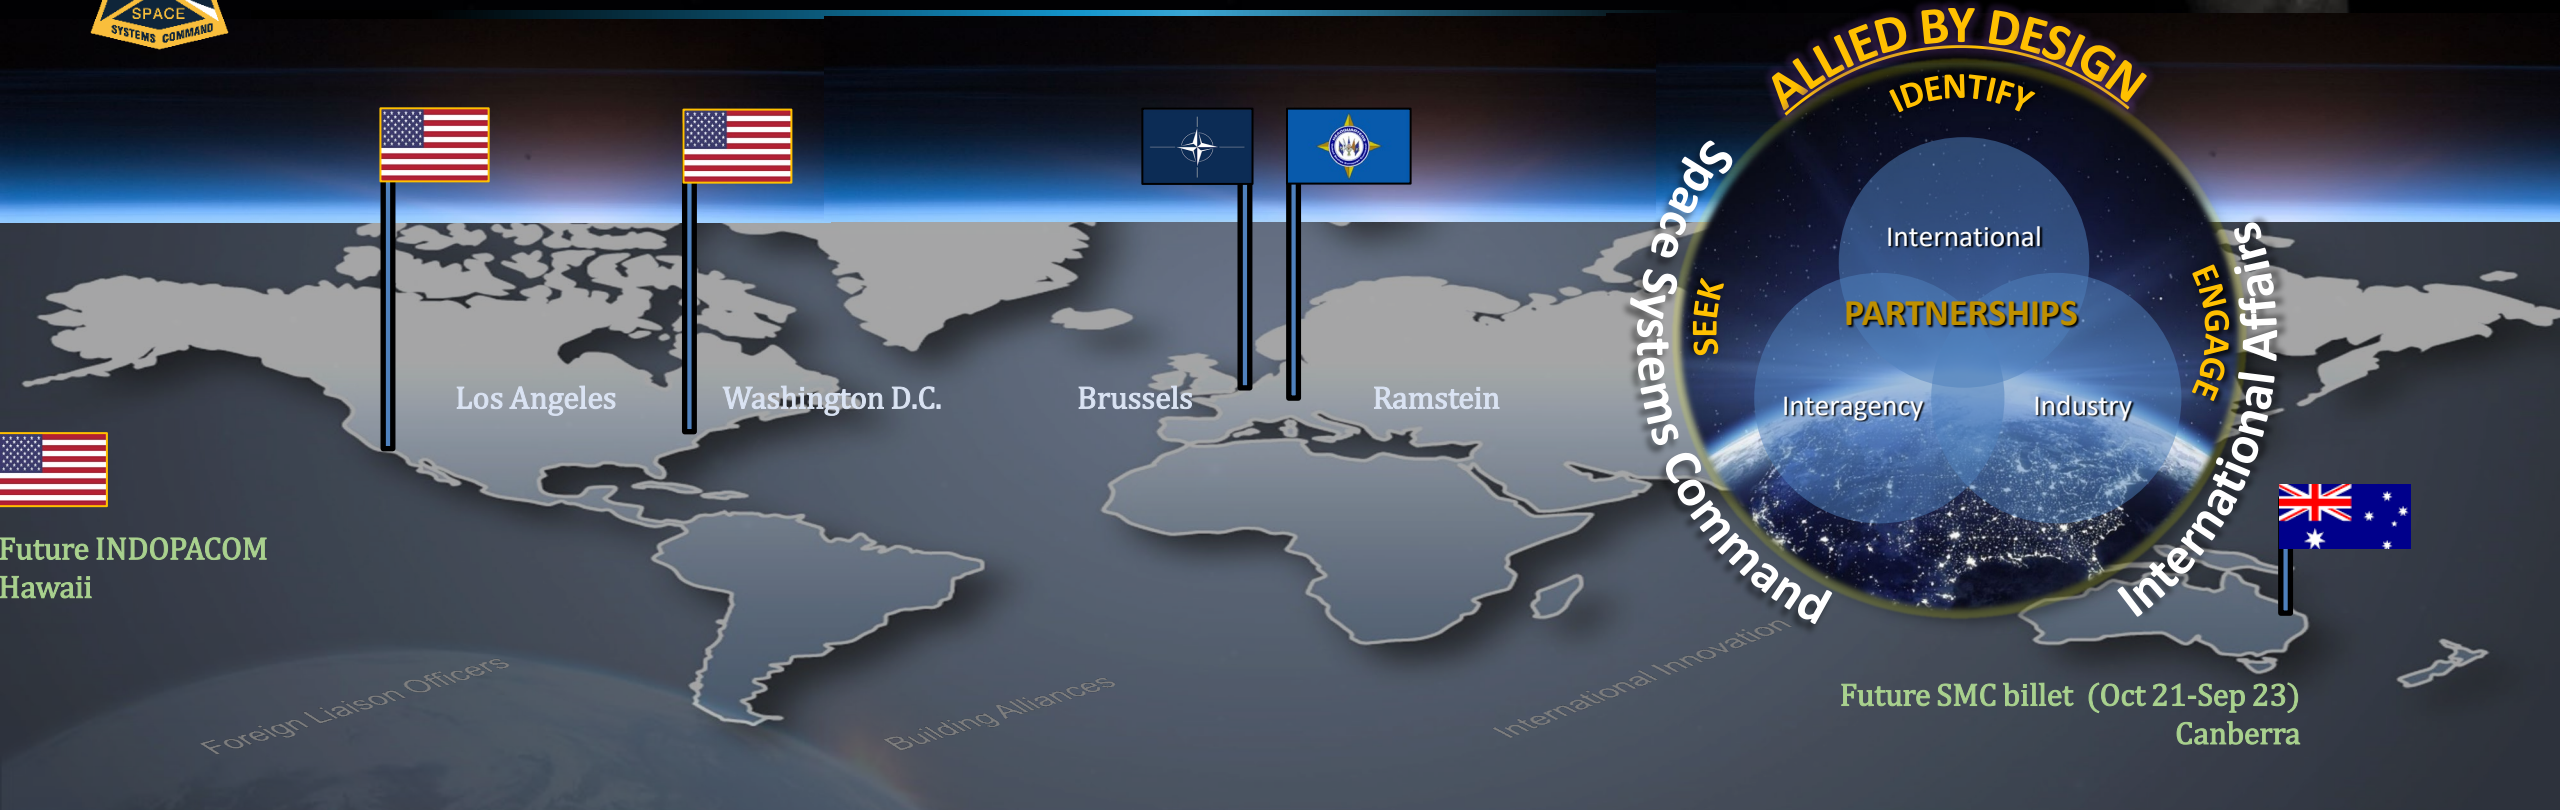 SPACE
SYSTEMS COMMAND
ALLIED BY DESIGN
IDENTIFY
SEEK
ENGAGE
Space Systems Command
International Affairs
International
PARTNERSHIPS
Interagency
Industry
Los Angeles
Washington D.C.
Brussels
Ramstein
Future INDOPACOM
Hawaii
Foreign Liaison Officers
Building Alliances
International Innovation
Future SMC billet (Oct 21-Sep 23)
Canberra